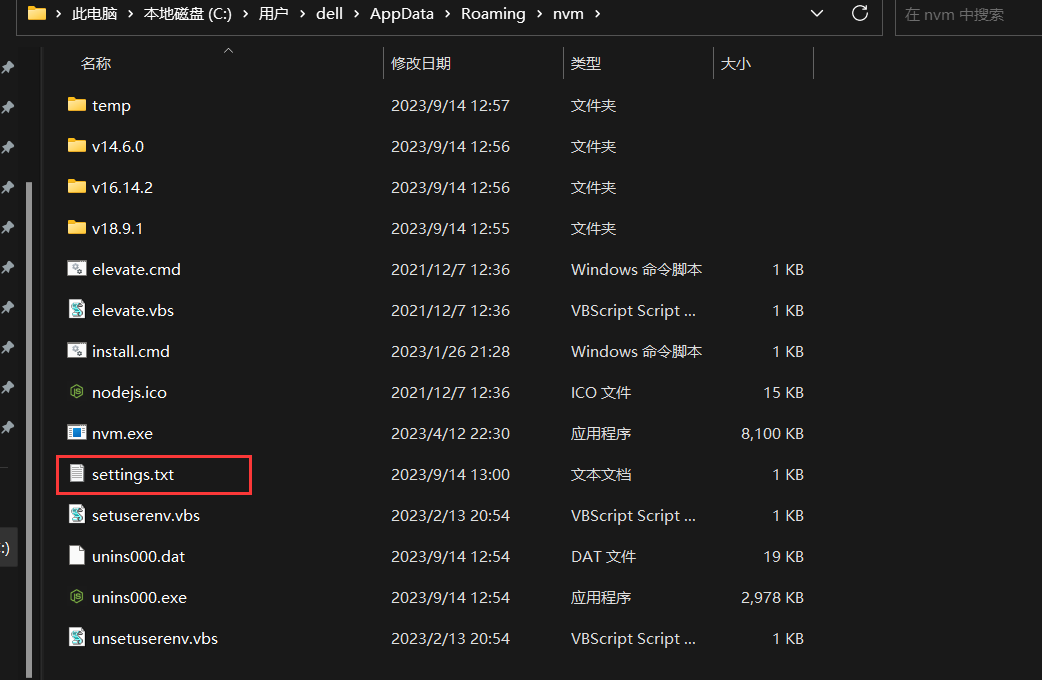 此电脑 › 本地磁盘 (C:) › 用户 › dell › AppData › Roaming › nvm › 在 nvm 中搜索
名称 修改日期 类型 大小
temp 2023/9/14 12:57 文件夹
v14.6.0 2023/9/14 12:56 文件夹
v16.14.2 2023/9/14 12:56 文件夹
v18.9.1 2023/9/14 12:55 文件夹
elevate.cmd 2021/12/7 12:36 Windows 命令脚本 1 KB
elevate.vbs 2021/12/7 12:36 VBScript Script ... 1 KB
install.cmd 2023/1/26 21:28 Windows 命令脚本 1 KB
nodejs.ico 2021/12/7 12:36 ICO 文件 15 KB
nvm.exe 2023/4/12 22:30 应用程序 8,100 KB
settings.txt 2023/9/14 13:00 文本文档 1 KB
setuserenv.vbs 2023/2/13 20:54 VBScript Script ... 1 KB
:)
unins000.dat 2023/9/14 12:54 DAT 文件 19 KB
unins000.exe 2023/9/14 12:54 应用程序 2,978 KB
unsetuserenv.vbs 2023/2/13 20:54 VBScript Script ... 1 KB